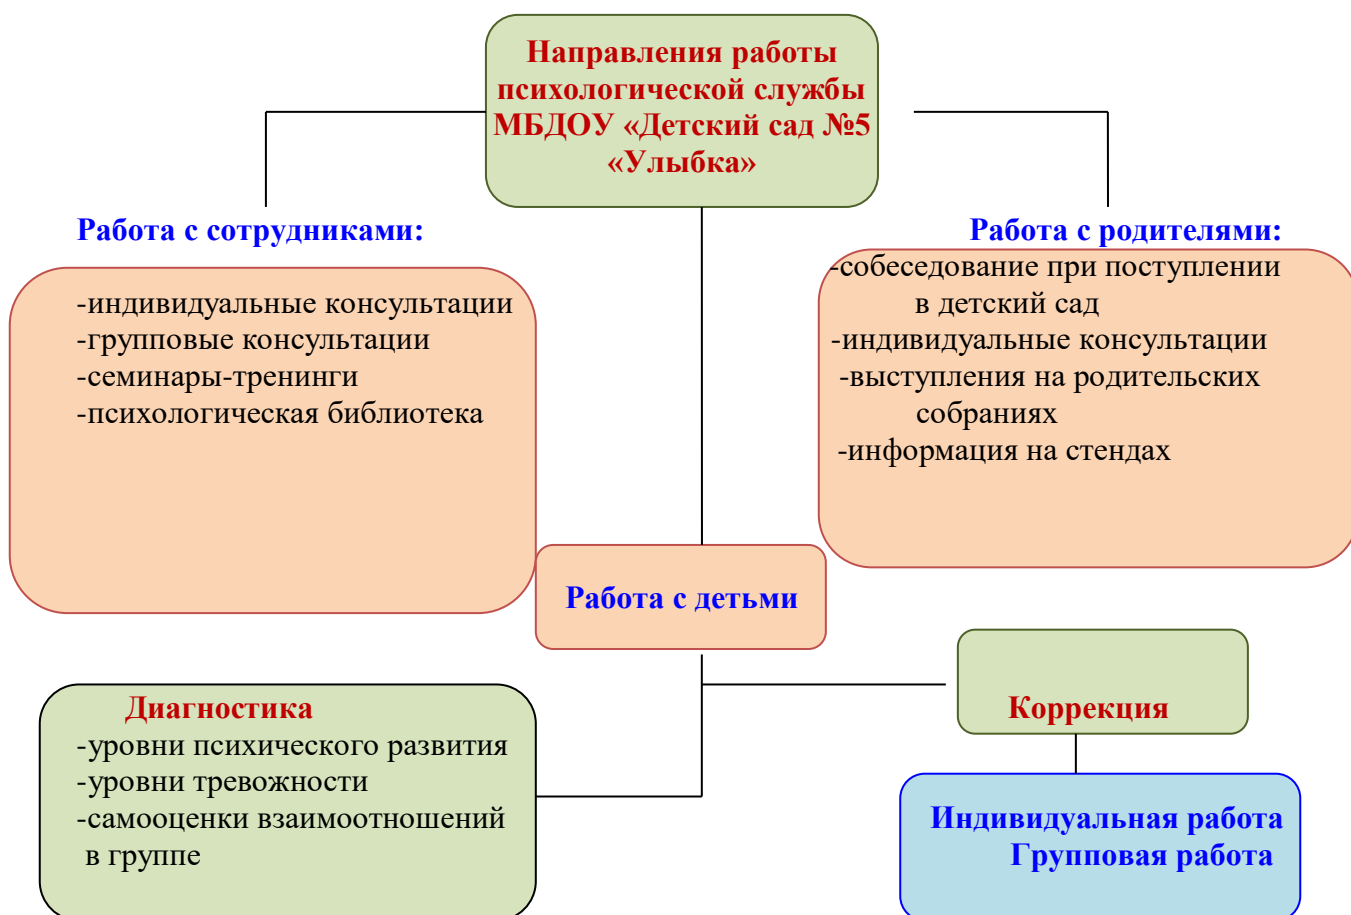 Направления работы
психологической службы
МБДОУ «Детский сад №5
«Улыбка»
Работа с сотрудниками:
-индивидуальные консультации
-групповые консультации
-семинары-тренинги
-психологическая библиотека
Работа с родителями:
-собеседование при поступлении
в детский сад
-индивидуальные консультации
-выступления на родительских
собраниях
-информация на стендах
Работа с детьми
Диагностика
-уровни психического развития
-уровни тревожности
-самооценки взаимоотношений
в группе
Коррекция
Индивидуальная работа
Групповая работа